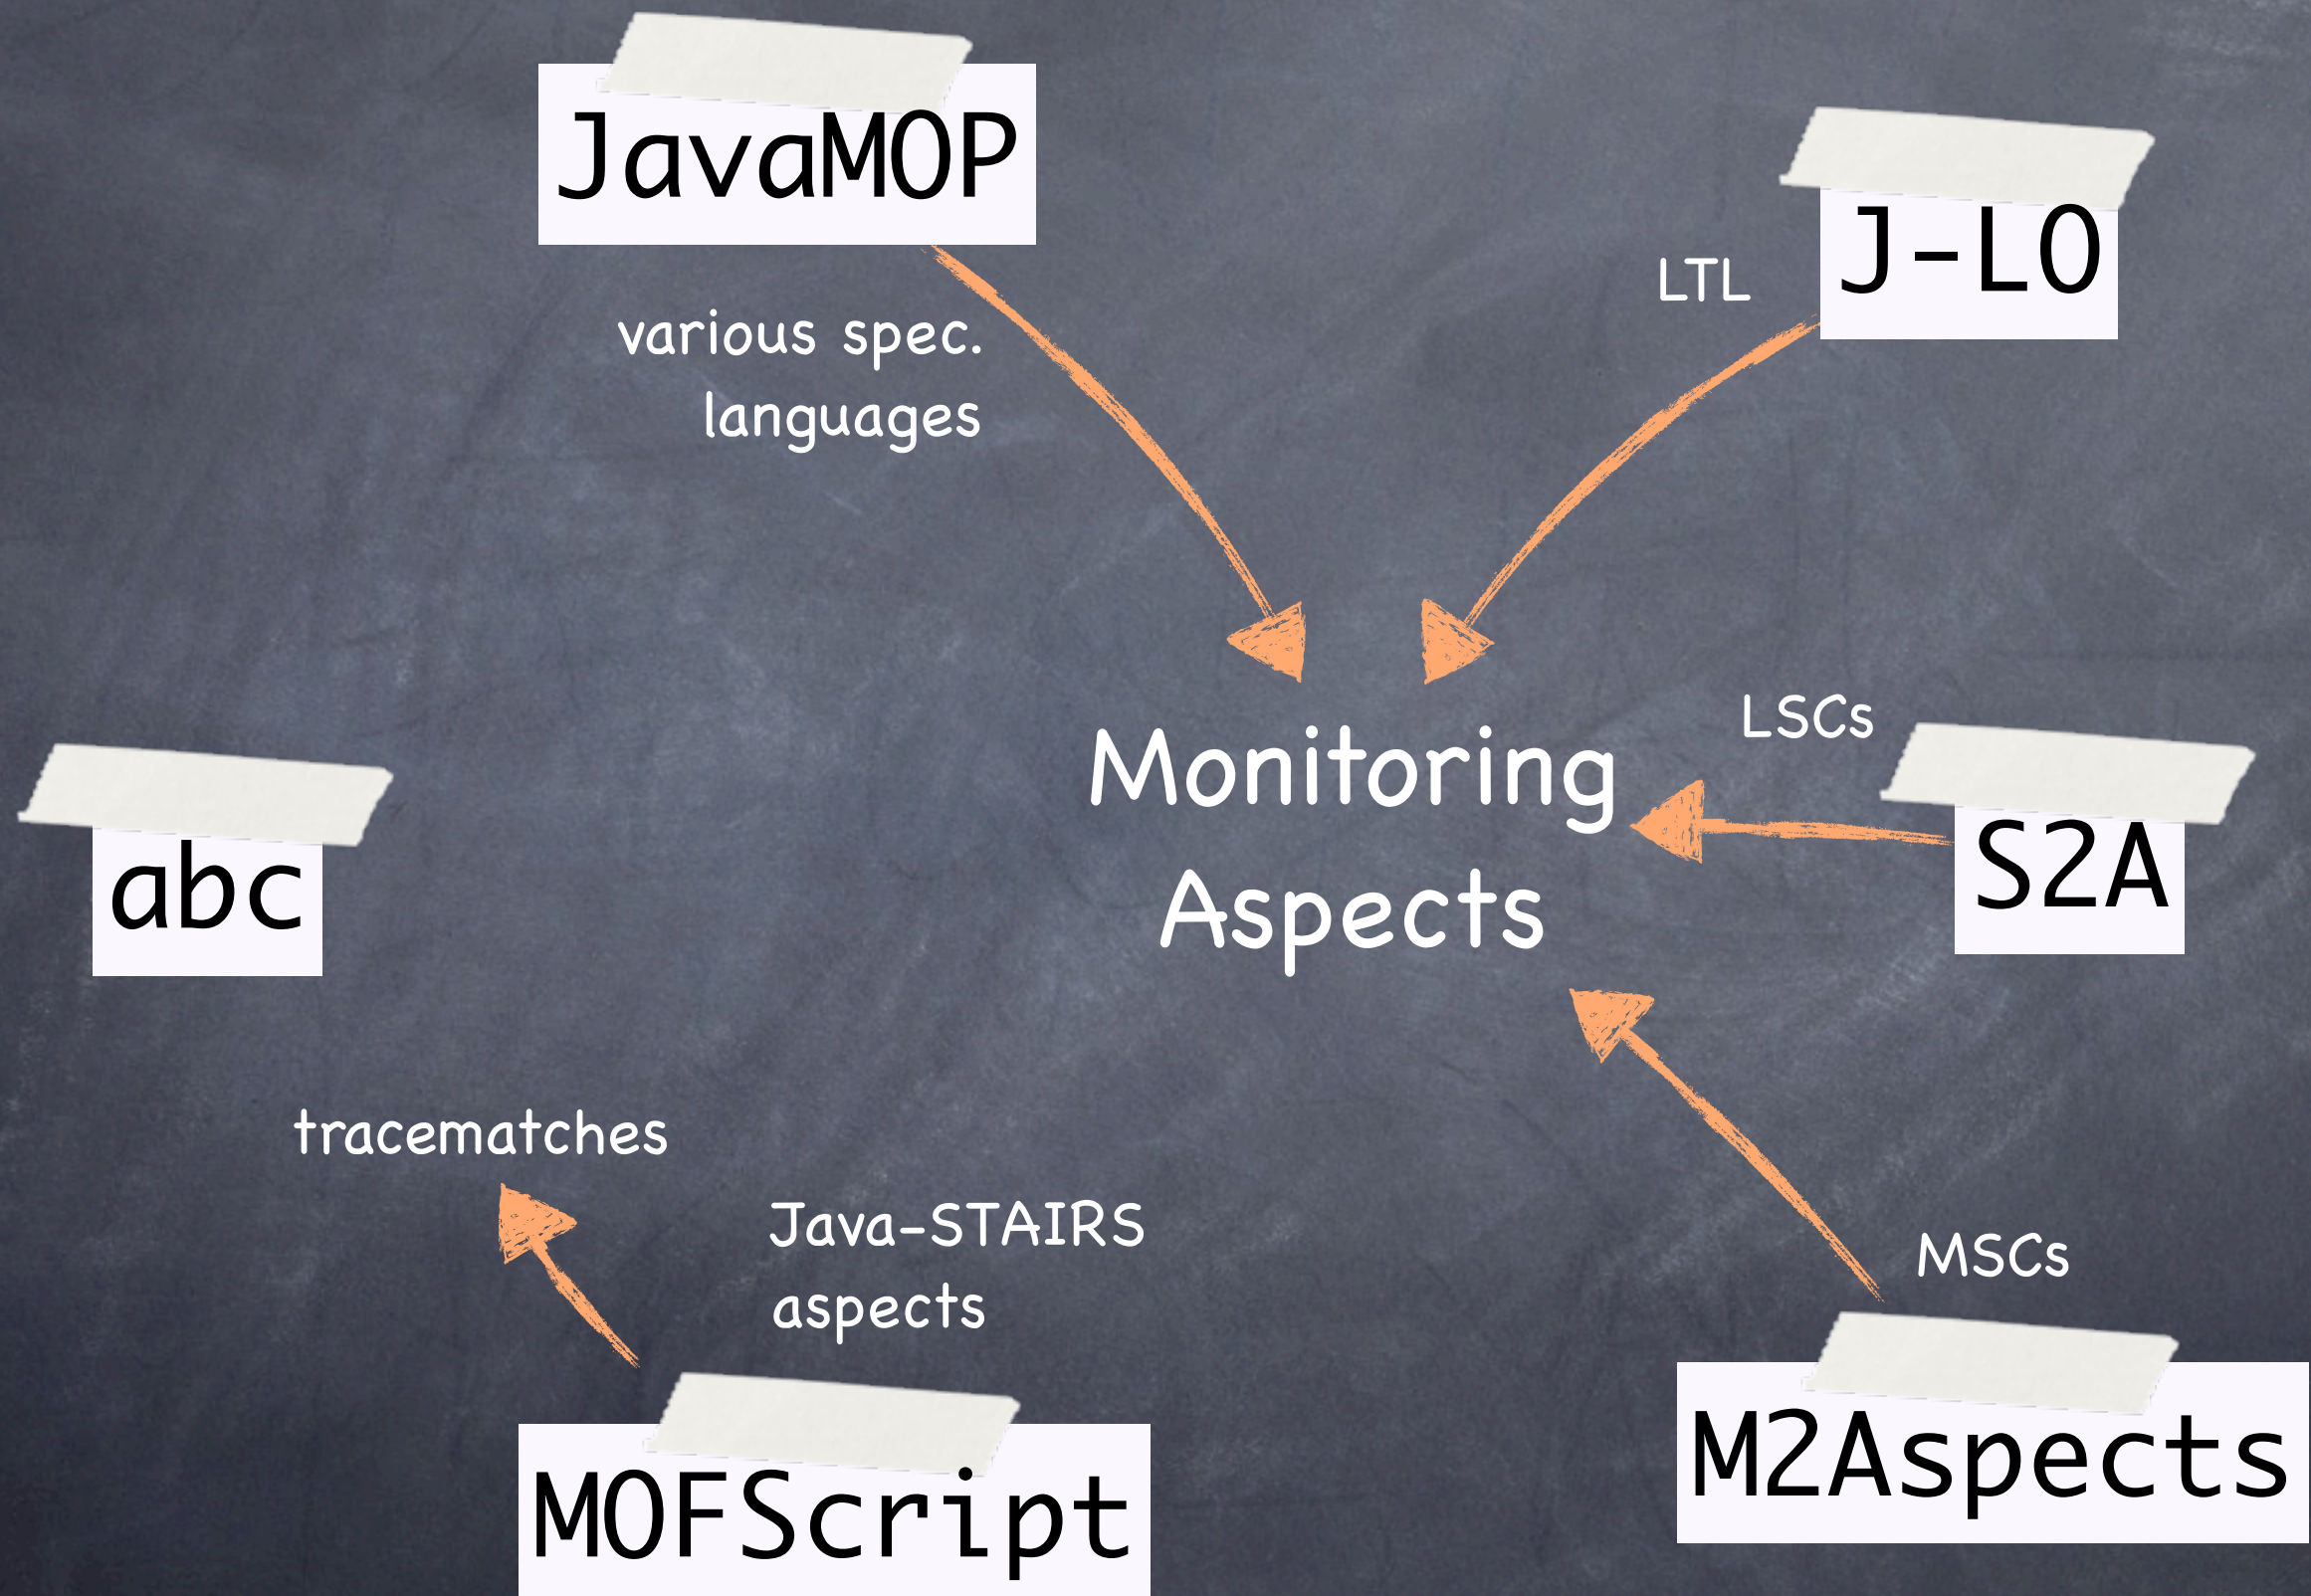 JavaMOP
J-LO
LTL
various spec.
languages
LSCs
Monitoring
Aspects
S2A
abc
tracematches
Java-STAIRS
aspects
MSCs
M2Aspects
MOFScript